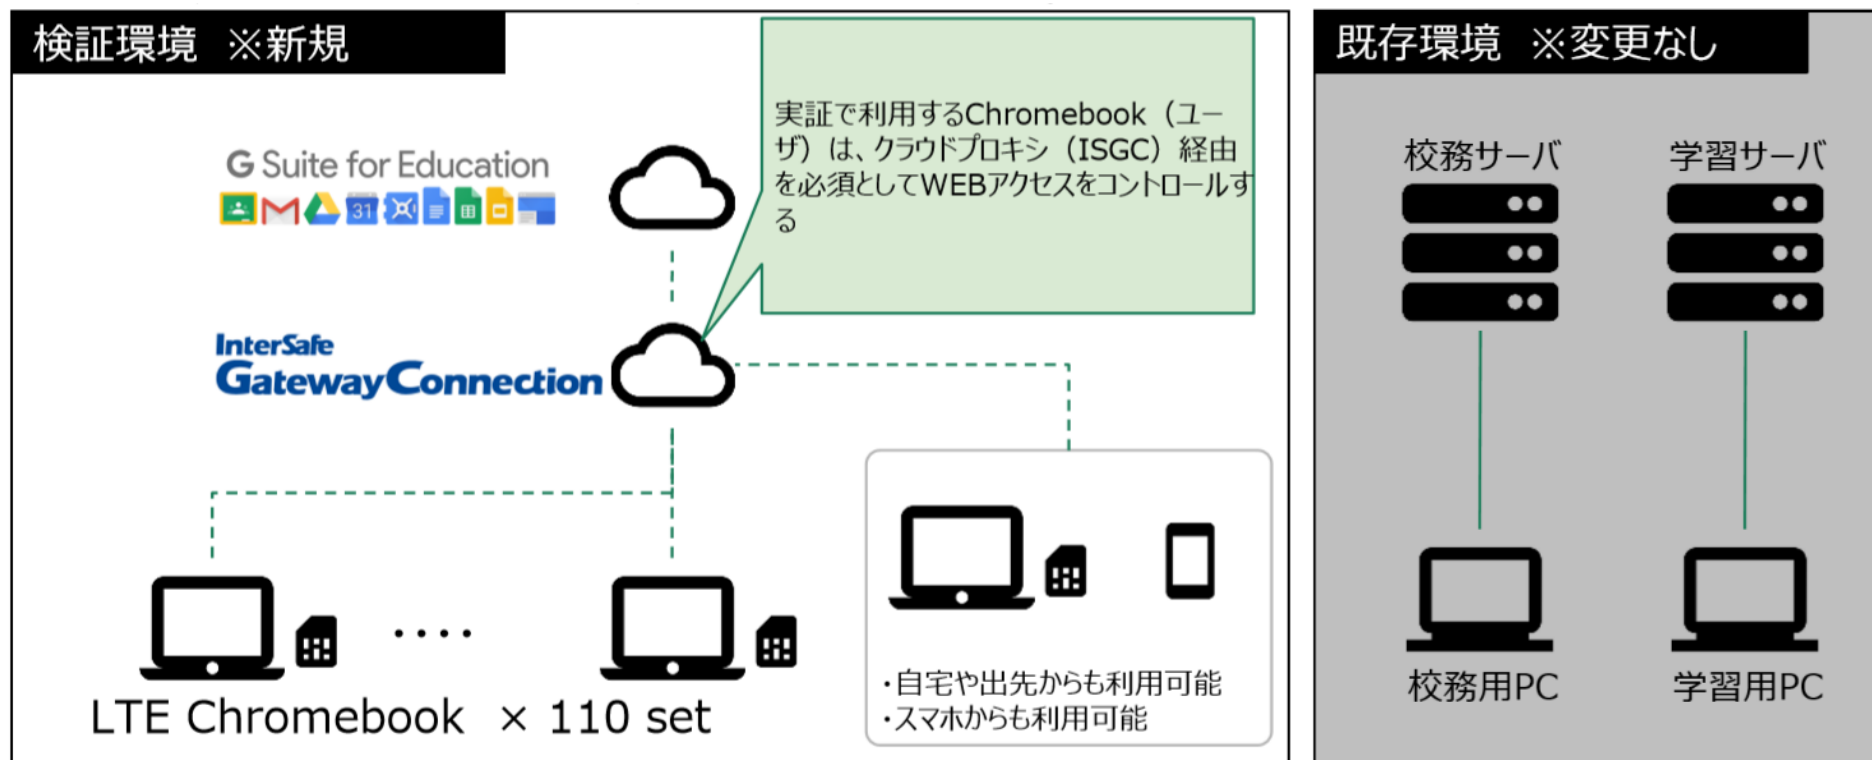 検証環境 ※新規
G Suite for Education
31
InterSafe
GatewayConnection
実証で利用するChromebook（ユー
ザ）は、クラウドプロキシ（ISGC）経由
を必須としてWEBアクセスをコントロールす
る
････
LTE Chromebook × 110 set
・自宅や出先からも利用可能
・スマホからも利用可能
既存環境 ※変更なし
校務サーバ
学習サーバ
校務用PC
学習用PC